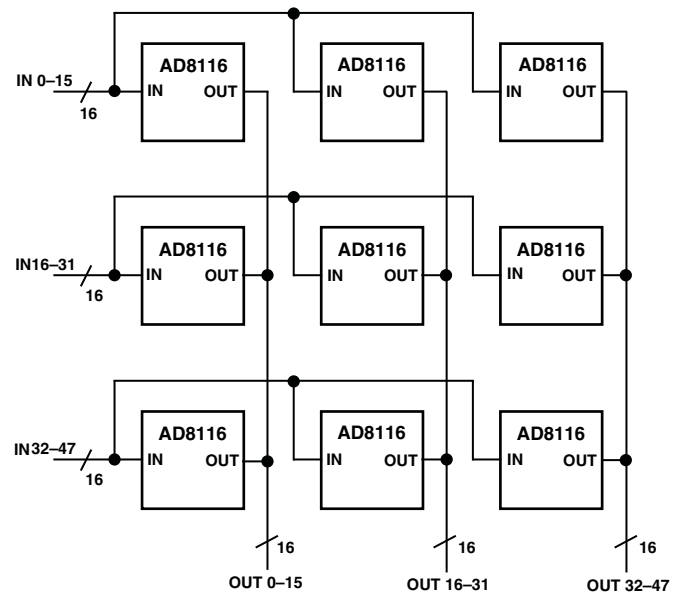 AD8116 AD8116 AD8116
IN 0–15 IN OUT IN OUT IN OUT
16
AD8116 AD8116 AD8116
IN16–31 IN OUT IN OUT IN OUT
16
AD8116 AD8116 AD8116
IN32–47 IN OUT IN OUT IN OUT
16
16 16 16
OUT 0–15 OUT 16–31 OUT 32–47